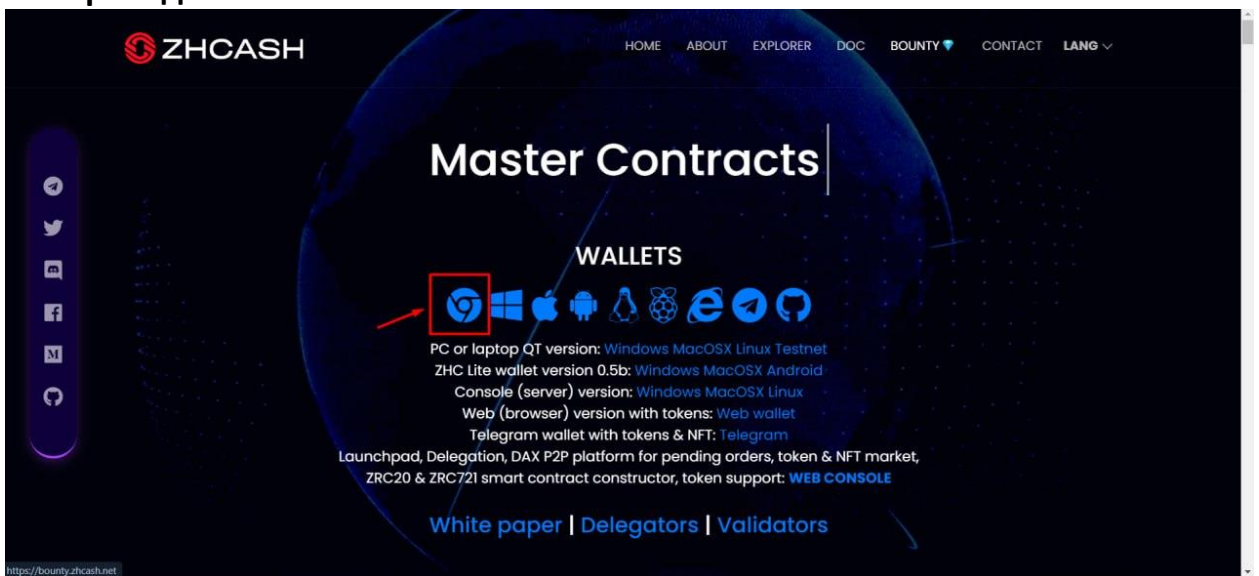 ZHCASH
HOME ABOUT EXPLORER DOC BOUNTY CONTACT LANG
Master Contracts
WALLETS
PC or laptop QT version: Windows MacOSX Linux Testnet
ZHC Lite wallet version 0.5b: Windows MacOSX Android
Console (server) version: Windows MacOSX Linux
Web (browser) version with tokens: Web wallet
Telegram wallet with tokens & NFT: Telegram
Launchpad, Delegation, DAX P2P platform for pending orders, token & NFT market,
ZRC20 & ZRC721 smart contract constructor, token support: WEB CONSOLE
White paper | Delegators | Validators
https://bounty.zhcash.net